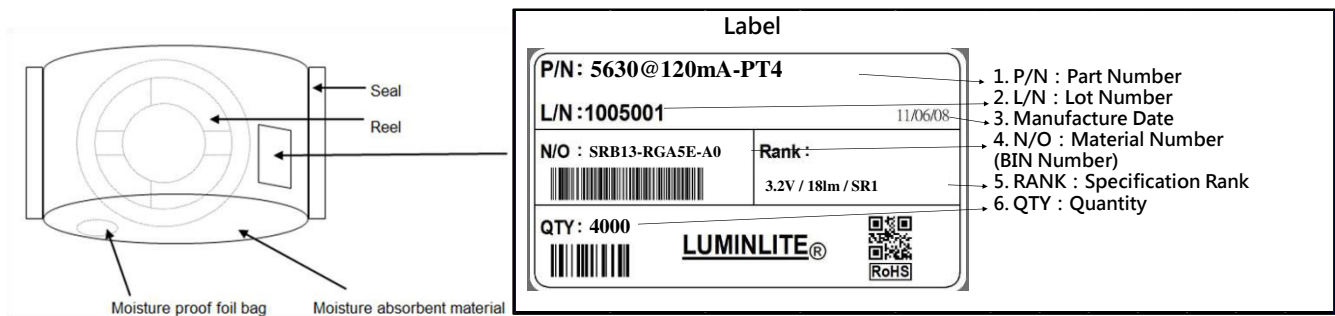 Seal
Reel
Moisture proof foil bag
Moisture absorbent material
Label
P/N: 5630@120mA-PT4
L/N :1005001
11/06/08
N/O : SRB13-RGA5E-A0
Rank :
3.2V / 18lm / SR1
QTY: 4000
LUMINLITE®
RoHS
1. P/N:Part Number
2. L/N:Lot Number
3. Manufacture Date
4. N/O:Material Number
(BIN Number)
5. RANK:Specification Rank
6. QTY:Quantity